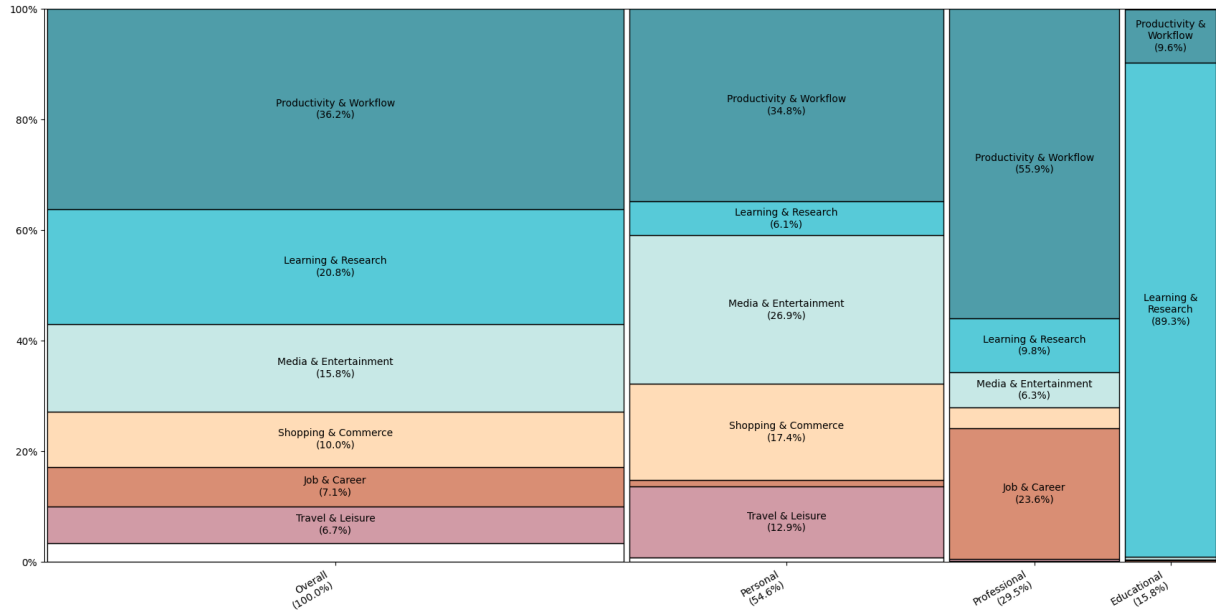 100%
80%
60%
40%
20%
0%
Productivity & Workflow
(36.2%)
Learning & Research
(20.8%)
Media & Entertainment
(15.8%)
Shopping & Commerce
(10.0%)
Job & Career
(7.1%)
Travel & Leisure
(6.7%)
Productivity & Workflow
(34.8%)
Learning & Research
(6.1%)
Media & Entertainment
(26.9%)
Shopping & Commerce
(17.4%)
Travel & Leisure
(12.9%)
Productivity & Workflow
(55.9%)
Learning & Research
(9.8%)
Media & Entertainment
(6.3%)
Job & Career
(23.6%)
Productivity &
Workflow
(9.6%)
Learning &
Research
(89.3%)
Overall
(100.0%)
Personal
(54.6%)
Professional
(29.5%)
Educational
(15.8%)